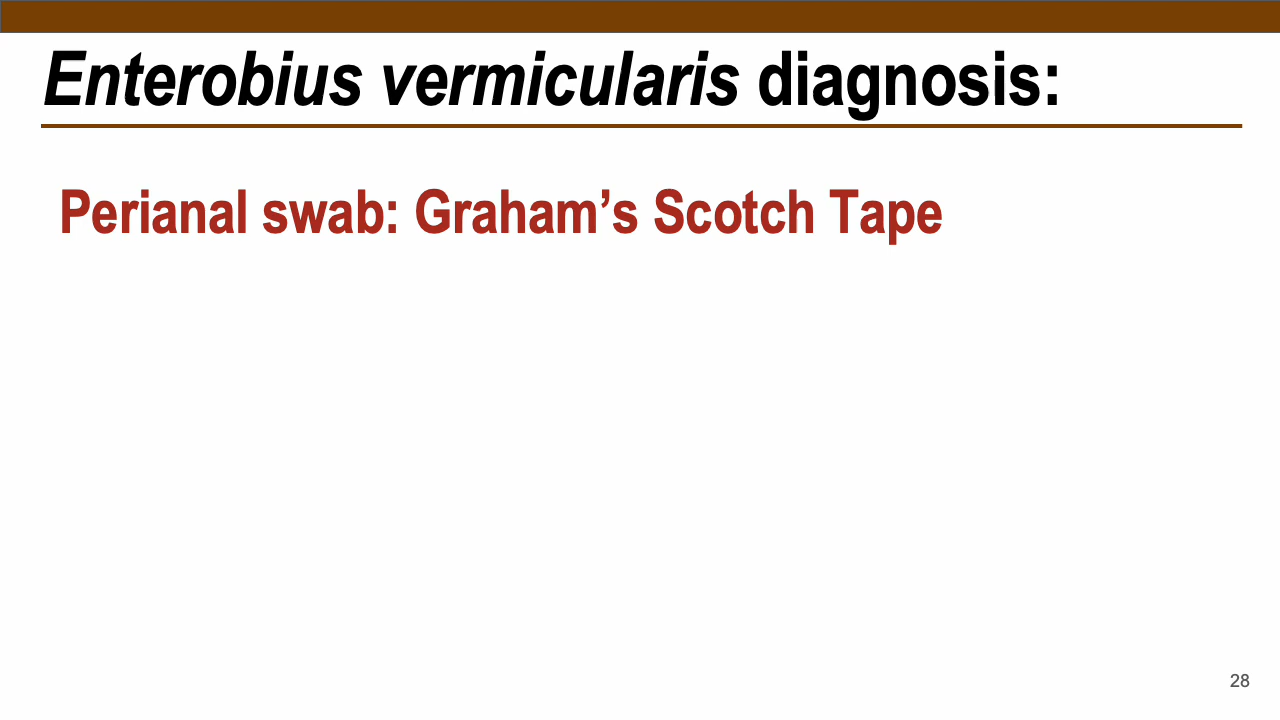 Enterobius vermicularis diagnosis:
Perianal swab: Graham’s Scotch Tape
28